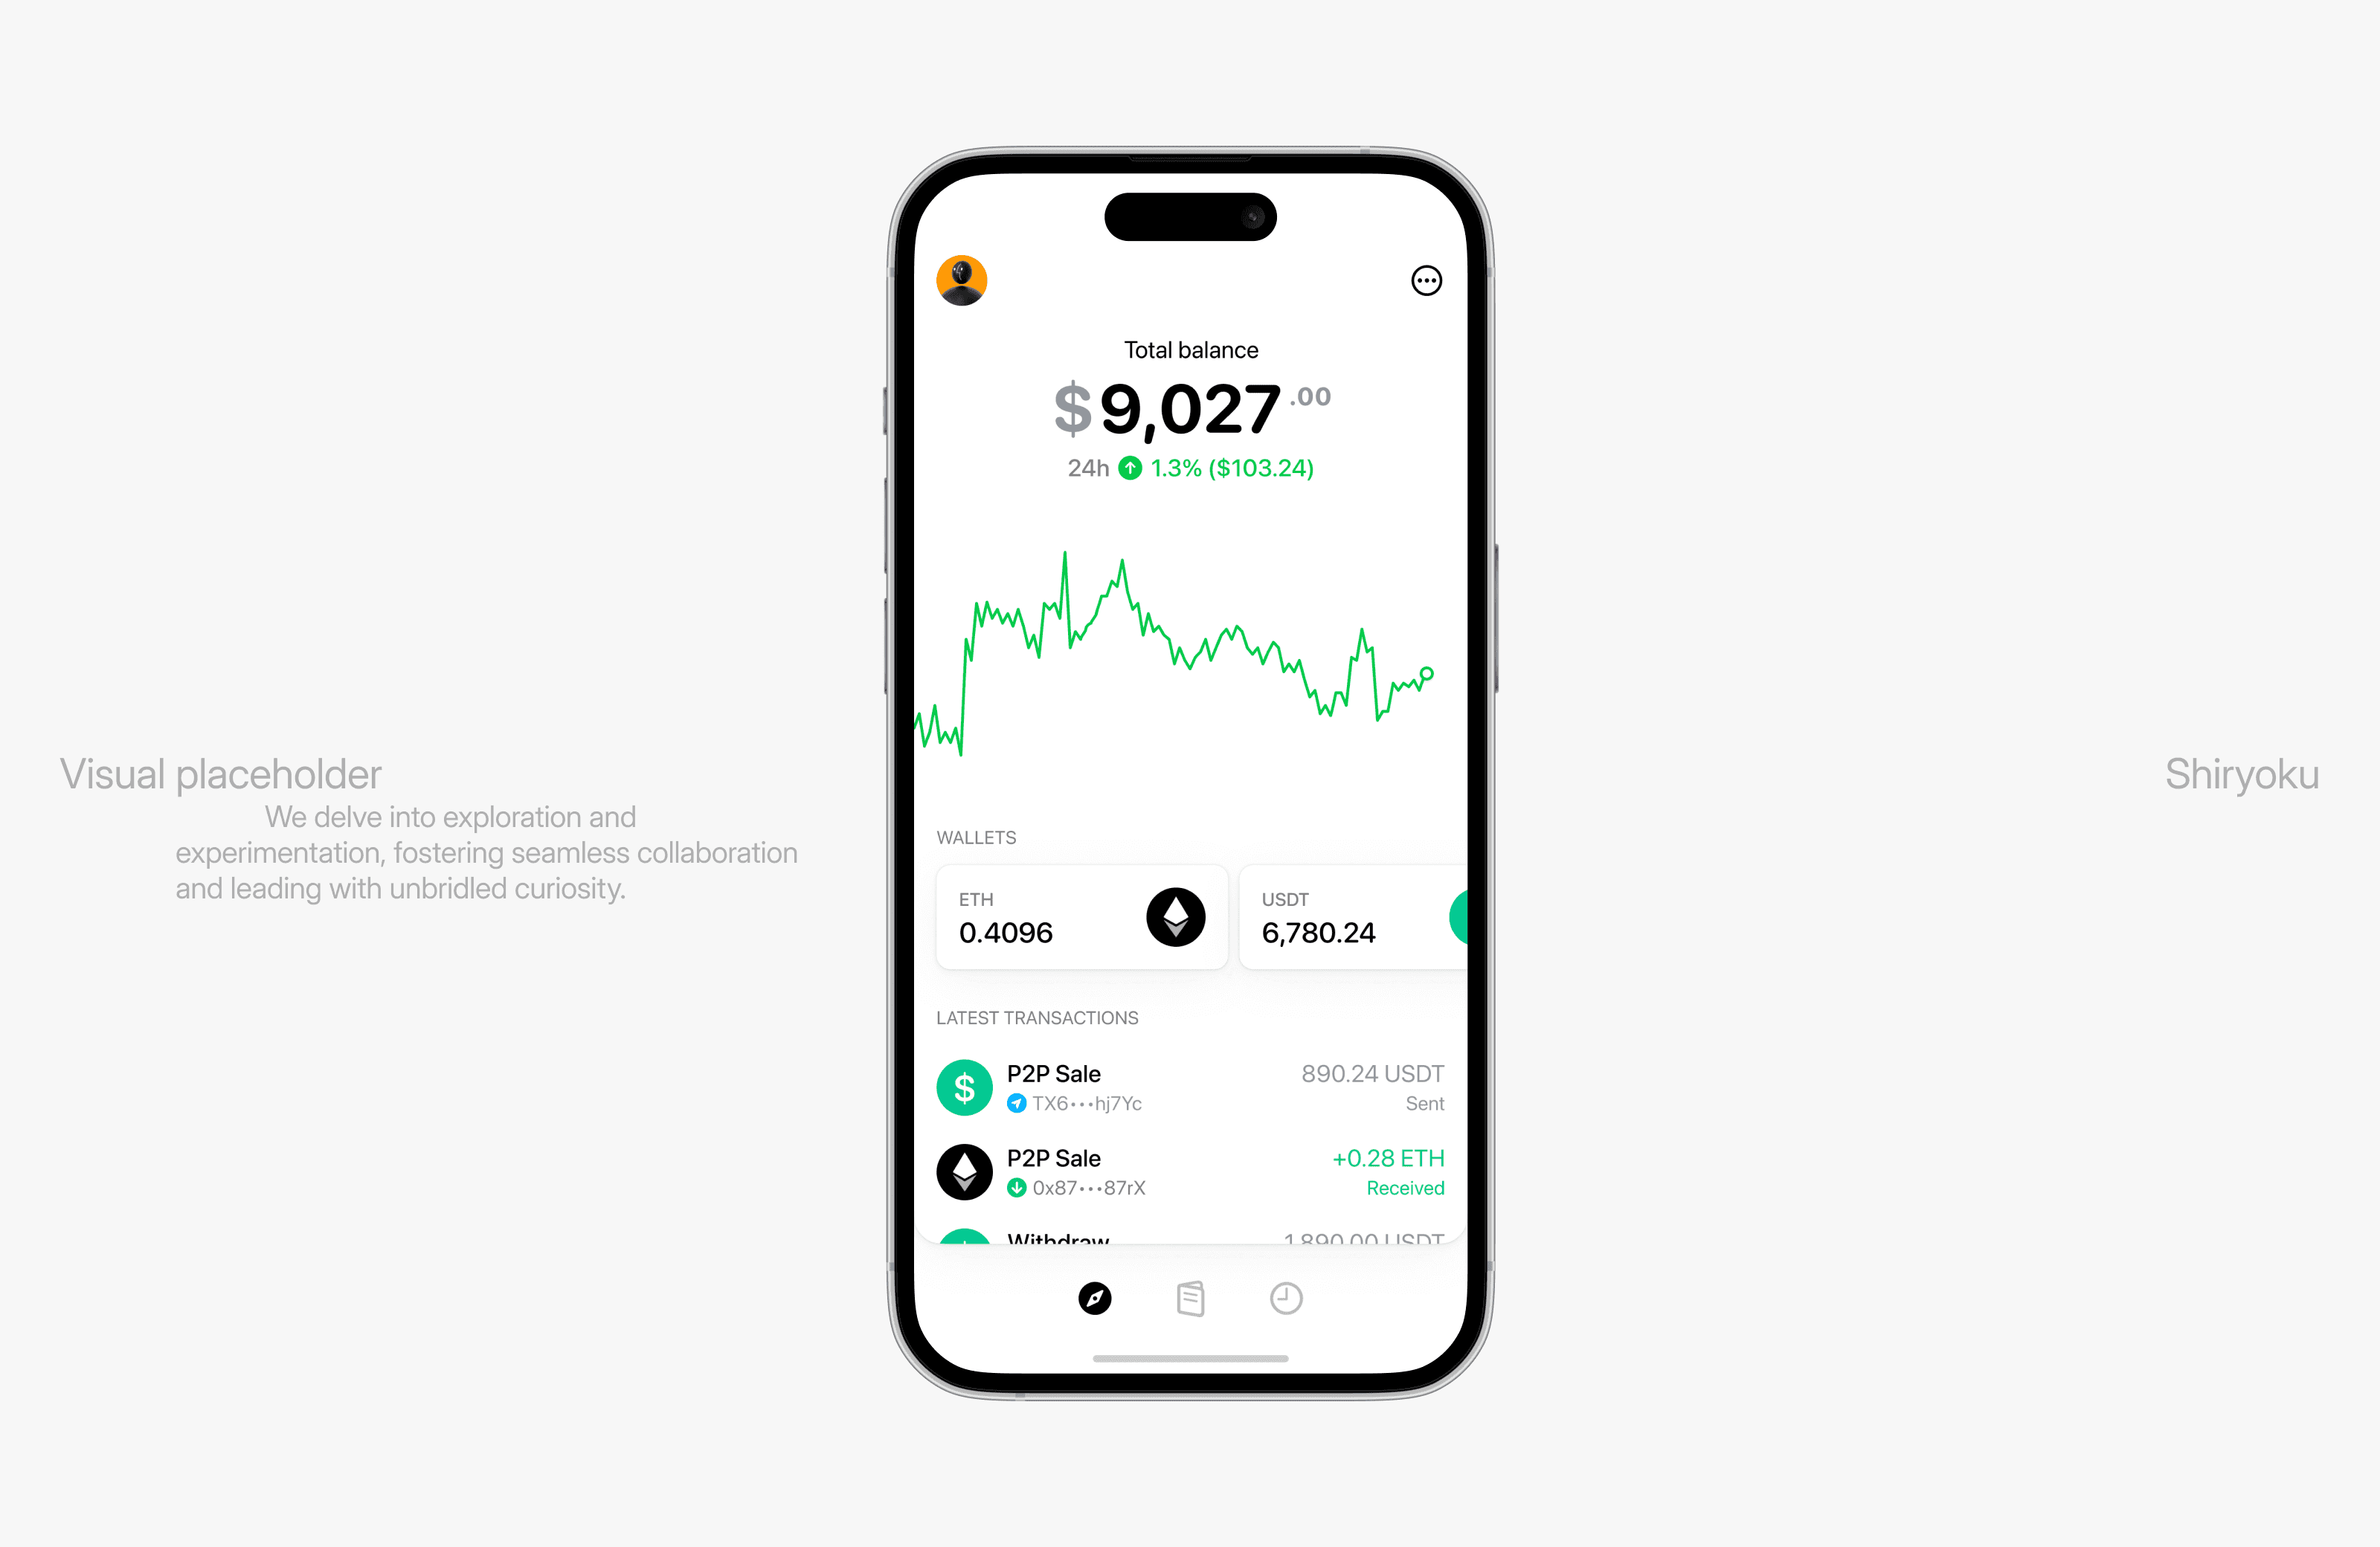 Total balance
$9,027.00
24h 1.3% ($103.24)
Visual placeholder
We delve into exploration and
experimentation, fostering seamless collaboration
and leading with unbridled curiosity.
Shiryoku
WALLETS
ETH
0.4096
USDT
6,780.24
LATEST TRANSACTIONS
P2P Sale 890.24 USDT
TX6•••hj7Yc Sent
P2P Sale +0.28 ETH
0x87•••87rX Received
Withdraw 1,890.00 USDT